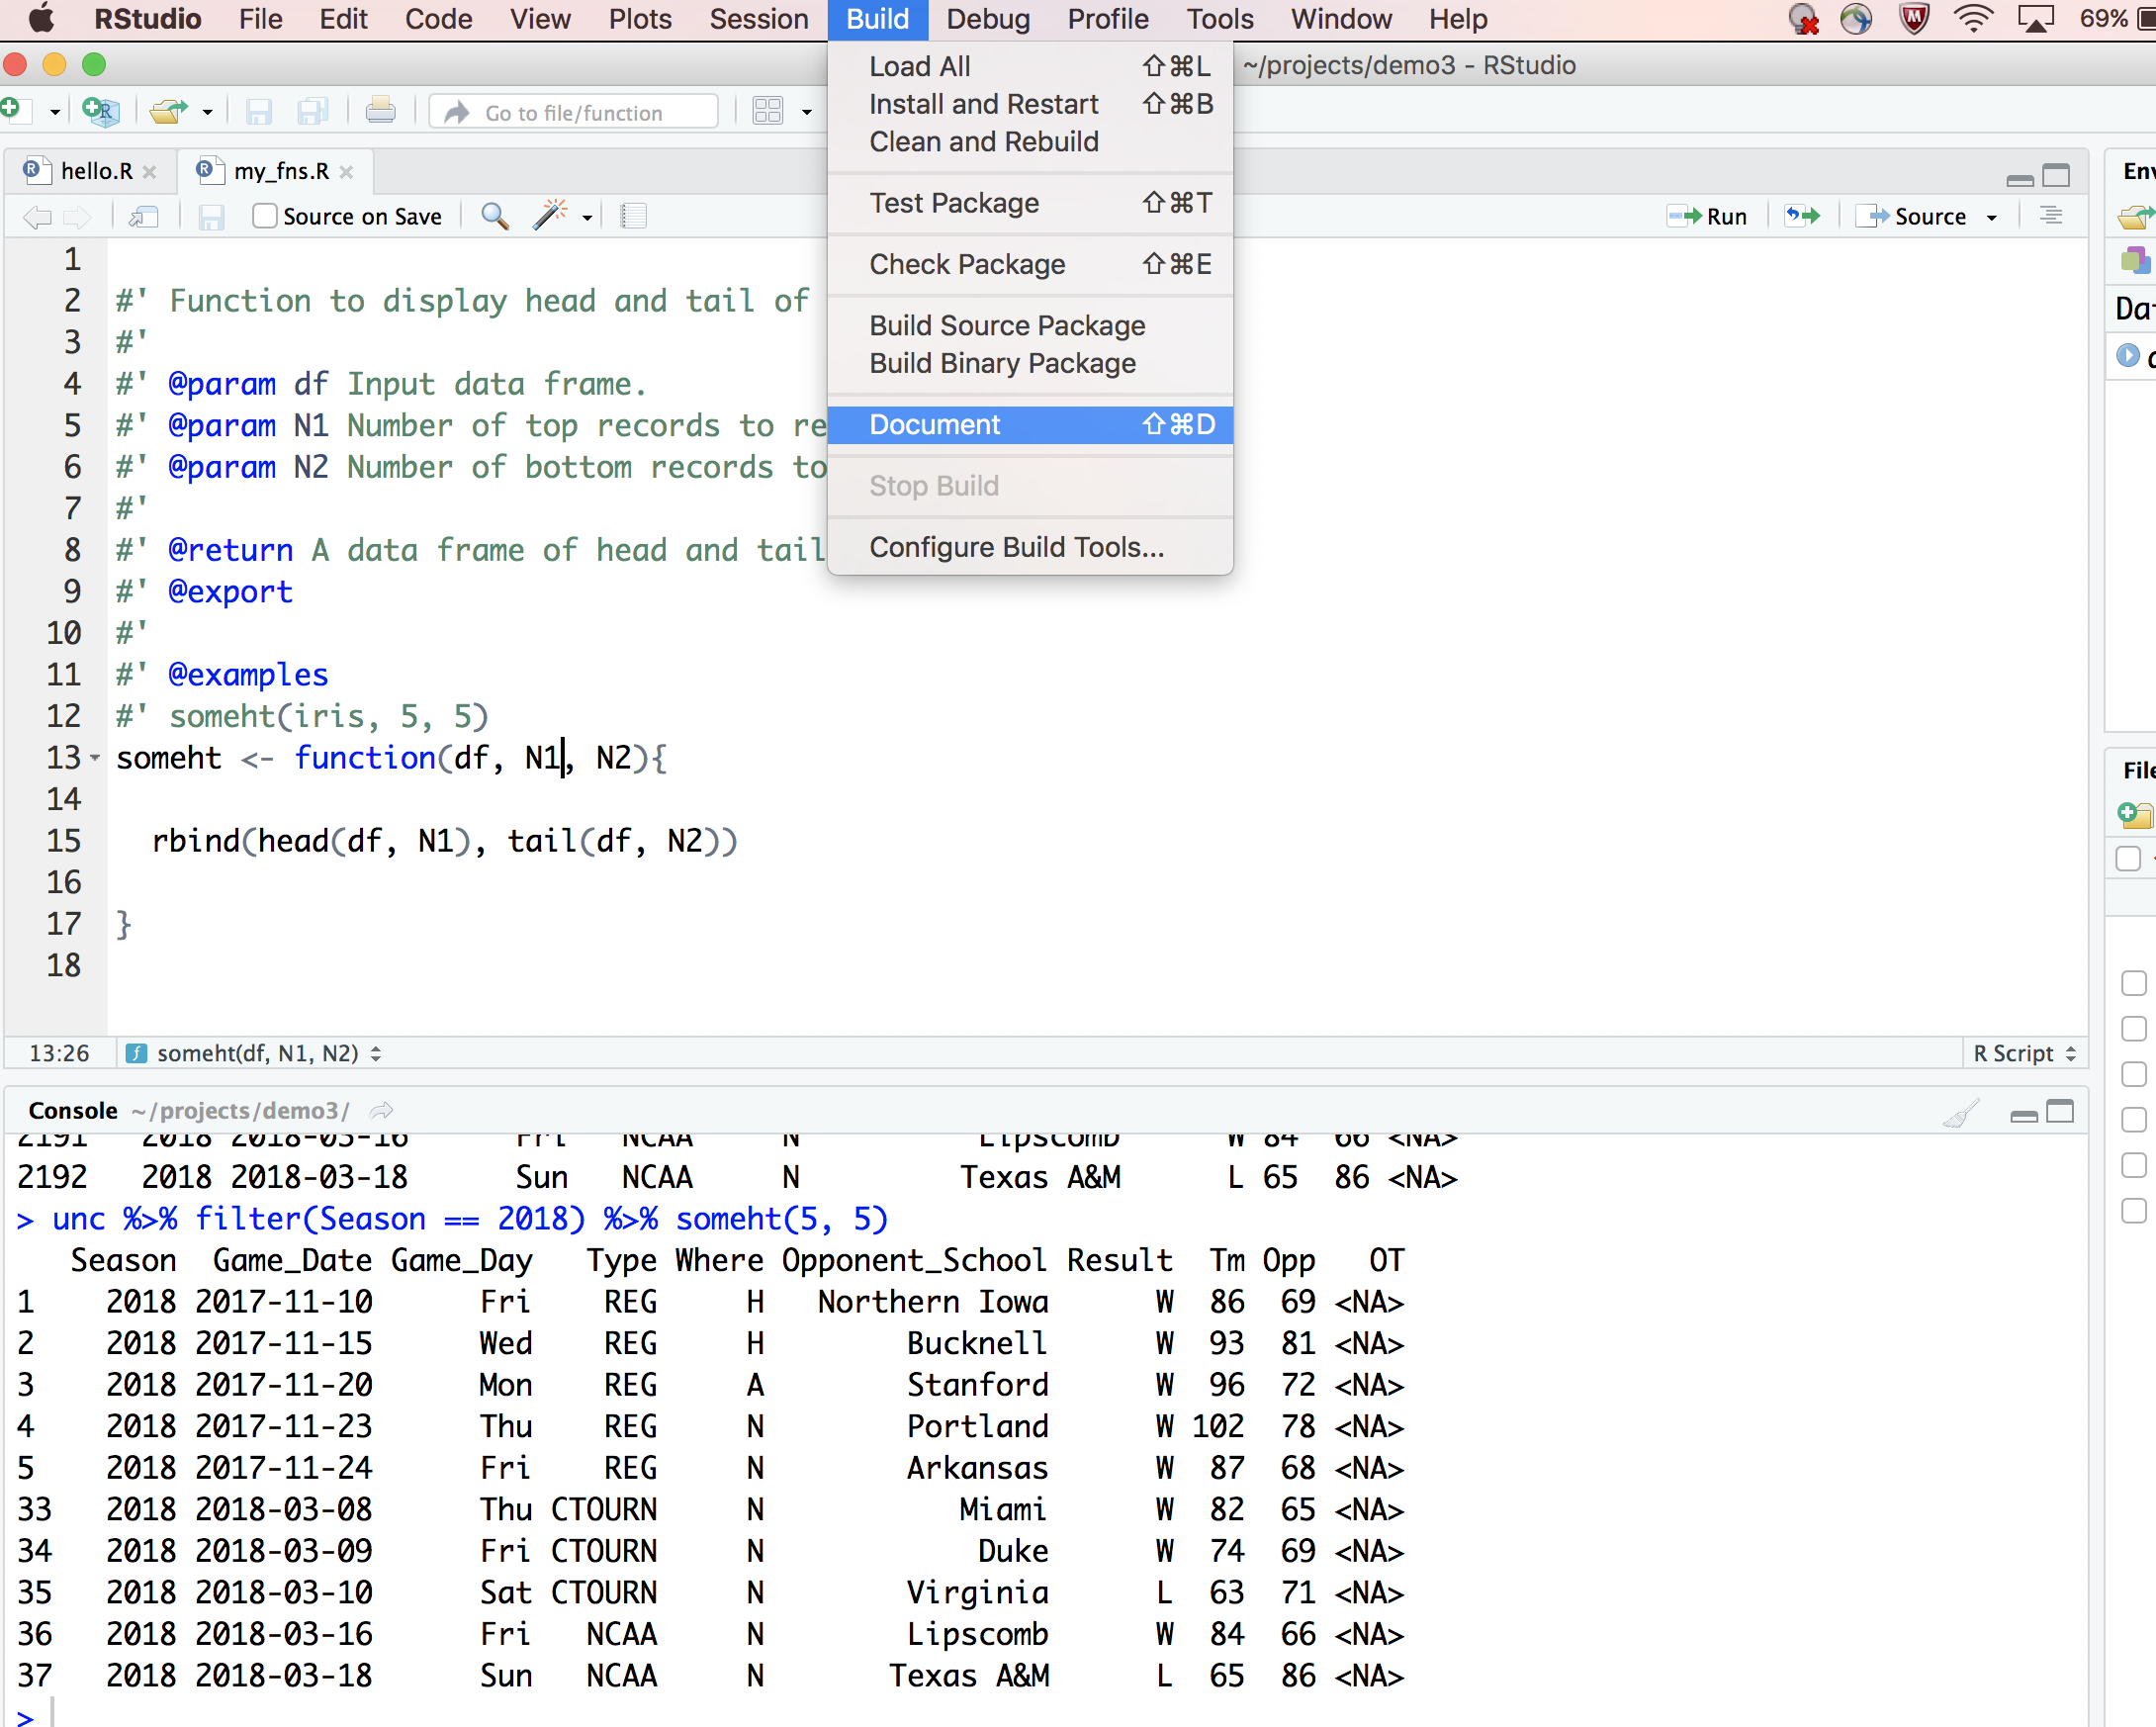 RStudio File Edit Code View Plots Session Build Debug Profile Tools Window Help 69%
~/projects/demo3 - RStudio
Load All ⇧⌘L
Install and Restart ⇧⌘B
Clean and Rebuild
Test Package ⇧⌘T
Check Package ⇧⌘E
Build Source Package
Build Binary Package
Document ⇧⌘D
Stop Build
Configure Build Tools...
Go to file/function
hello.R my_fns.R
Source on Save Run Source
1
2 #' Function to display head and tail of
3 #'
4 #' @param df Input data frame.
5 #' @param N1 Number of top records to re
6 #' @param N2 Number of bottom records to
7 #'
8 #' @return A data frame of head and tail
9 #' @export
10 #'
11 #' @examples
12 #' someht(iris, 5, 5)
13 someht <- function(df, N1, N2){
14
15 rbind(head(df, N1), tail(df, N2))
16
17 }
18
13:26 someht(df, N1, N2) R Script
Console ~/projects/demo3/
2191 2018 2018-03-16 Fri NCAA N Lipscomb W 84 66 <NA>
2192 2018 2018-03-18 Sun NCAA N Texas A&M L 65 86 <NA>
> unc %>% filter(Season == 2018) %>% someht(5, 5)
Season Game_Date Game_Day Type Where Opponent_School Result Tm Opp OT
1 2018 2017-11-10 Fri REG H Northern Iowa W 86 69 <NA>
2 2018 2017-11-15 Wed REG H Bucknell W 93 81 <NA>
3 2018 2017-11-20 Mon REG A Stanford W 96 72 <NA>
4 2018 2017-11-23 Thu REG N Portland W 102 78 <NA>
5 2018 2017-11-24 Fri REG N Arkansas W 87 68 <NA>
33 2018 2018-03-08 Thu CTOURN N Miami W 82 65 <NA>
34 2018 2018-03-09 Fri CTOURN N Duke W 74 69 <NA>
35 2018 2018-03-10 Sat CTOURN N Virginia L 63 71 <NA>
36 2018 2018-03-16 Fri NCAA N Lipscomb W 84 66 <NA>
37 2018 2018-03-18 Sun NCAA N Texas A&M L 65 86 <NA>
>
Env
Dat
File